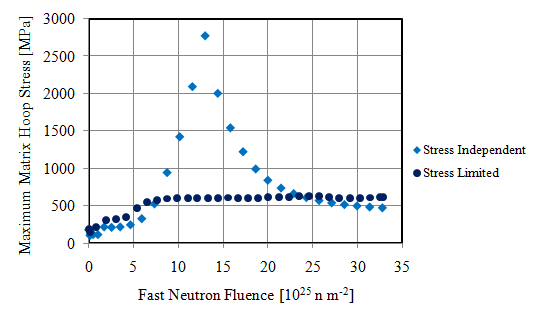 3000
2500
2000
1500
1000
500
0
Maximum Matrix Hoop Stress [MPa]
0 5 10 15 20 25 30 35
Fast Neutron Fluence [10²⁵ n m⁻²]
Stress Independent
Stress Limited